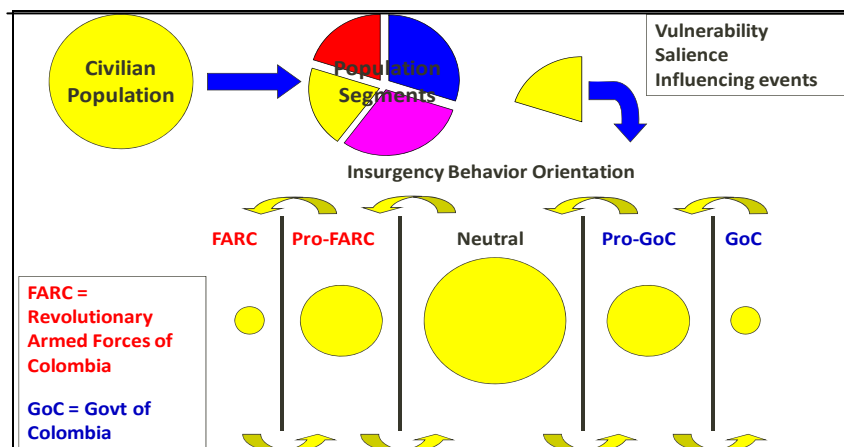 Civilian
Population
Population
Segments
Vulnerability
Salience
Influencing events
Insurgency Behavior Orientation
FARC
Pro-FARC
Neutral
Pro-GoC
GoC
FARC =
Revolutionary
Armed Forces of
Colombia
GoC = Govt of
Colombia